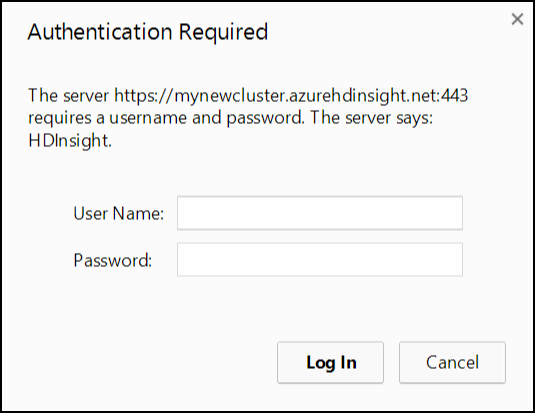 Authentication Required
The server https://mynewcluster.azurehdinsight.net:443
requires a username and password. The server says:
HDInsight.
User Name:
Password:
Log In Cancel